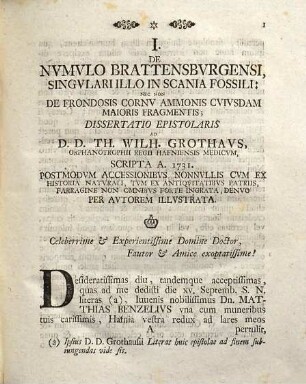 1
I.
DE
NVMVLO BRATTENSBVRGENSI,
SINGVLARI ILLO IN SCANIA FOSSILI;
NEC NON
DE FRONDOSIS CORNV AMMONIS CVIVSDAM
MAIORIS FRAGMENTIS;
DISSERTATIO EPISTOLARIS
AD
D. D. TH. WILH. GROTHAVS,
ORPHANOTROPHII REGII HAFNIENSIS MEDICVM,
SCRIPTA A. 1731.
POSTMODVM ACCESSIONIBVS NONNVLLIS CVM EX
HISTORIA NATVRALI, TVM EX ANTIQVITATIBVS PATRIIS,
FARRAGINE NON OMNIBVS FORTE INGRATA, DENVO
PER AVTOREM ILLVSTRATA.
Celeberrime & Experientissime Domine Doctor,
Fautor & Amice exoptatissime!
Desideratissimas diu, tandemque acceptissimas,
quas ad me dedisti die xv. Septemb. S. N.
literas (a), Iuuenis nobilissimus Dn. MAT-
THIAS BENZELIVS vna cum muneribus
tuis carissimis, Hafnia vestra redux ad lares meos
A pertulit,
(a) Ipsius D. D. Grothausii Literas huic epistolae ad finem sub-
iungendas vide sis.